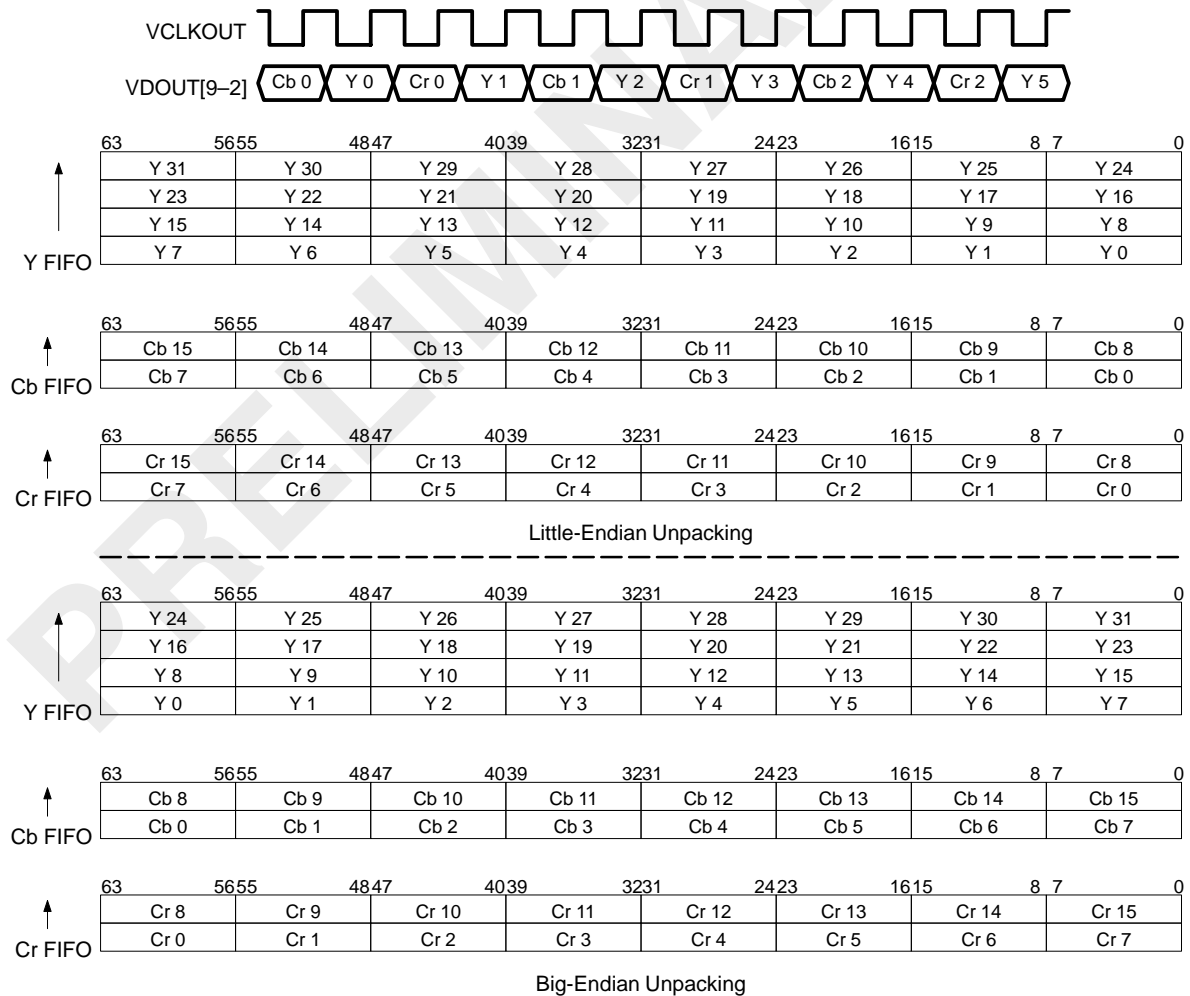 VCLKOUT
VDOUT[9–2] Cb 0 Y 0 Cr 0 Y 1 Cb 1 Y 2 Cr 1 Y 3 Cb 2 Y 4 Cr 2 Y 5
63 5655 4847 4039 3231 2423 1615 8 7 0
Y 31 Y 30 Y 29 Y 28 Y 27 Y 26 Y 25 Y 24
Y 23 Y 22 Y 21 Y 20 Y 19 Y 18 Y 17 Y 16
Y 15 Y 14 Y 13 Y 12 Y 11 Y 10 Y 9 Y 8
Y FIFO Y 7 Y 6 Y 5 Y 4 Y 3 Y 2 Y 1 Y 0
63 5655 4847 4039 3231 2423 1615 8 7 0
Cb 15 Cb 14 Cb 13 Cb 12 Cb 11 Cb 10 Cb 9 Cb 8
Cb FIFO Cb 7 Cb 6 Cb 5 Cb 4 Cb 3 Cb 2 Cb 1 Cb 0
63 5655 4847 4039 3231 2423 1615 8 7 0
Cr 15 Cr 14 Cr 13 Cr 12 Cr 11 Cr 10 Cr 9 Cr 8
Cr FIFO Cr 7 Cr 6 Cr 5 Cr 4 Cr 3 Cr 2 Cr 1 Cr 0
Little-Endian Unpacking
63 5655 4847 4039 3231 2423 1615 8 7 0
Y 24 Y 25 Y 26 Y 27 Y 28 Y 29 Y 30 Y 31
Y 16 Y 17 Y 18 Y 19 Y 20 Y 21 Y 22 Y 23
Y 8 Y 9 Y 10 Y 11 Y 12 Y 13 Y 14 Y 15
Y FIFO Y 0 Y 1 Y 2 Y 3 Y 4 Y 5 Y 6 Y 7
63 5655 4847 4039 3231 2423 1615 8 7 0
Cb 8 Cb 9 Cb 10 Cb 11 Cb 12 Cb 13 Cb 14 Cb 15
Cb FIFO Cb 0 Cb 1 Cb 2 Cb 3 Cb 4 Cb 5 Cb 6 Cb 7
63 5655 4847 4039 3231 2423 1615 8 7 0
Cr 8 Cr 9 Cr 10 Cr 11 Cr 12 Cr 13 Cr 14 Cr 15
Cr FIFO Cr 0 Cr 1 Cr 2 Cr 3 Cr 4 Cr 5 Cr 6 Cr 7
Big-Endian Unpacking
PRELIMINA